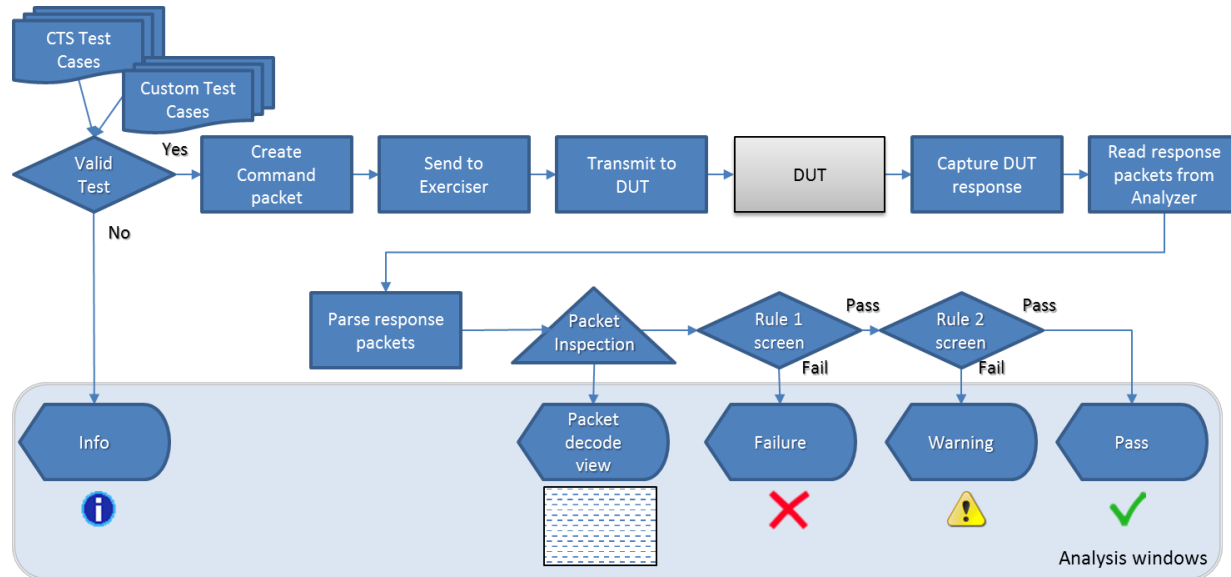 CTS Test
Cases
Custom Test
Cases
Valid
Test
Yes
No
Create
Command
packet
Send to
Exerciser
Transmit to
DUT
DUT
Capture DUT
response
Read response
packets from
Analyzer
Parse response
packets
Packet
Inspection
Rule 1
screen
Pass
Fail
Rule 2
screen
Pass
Fail
Info
Packet
decode
view
Failure
Warning
Pass
Analysis windows